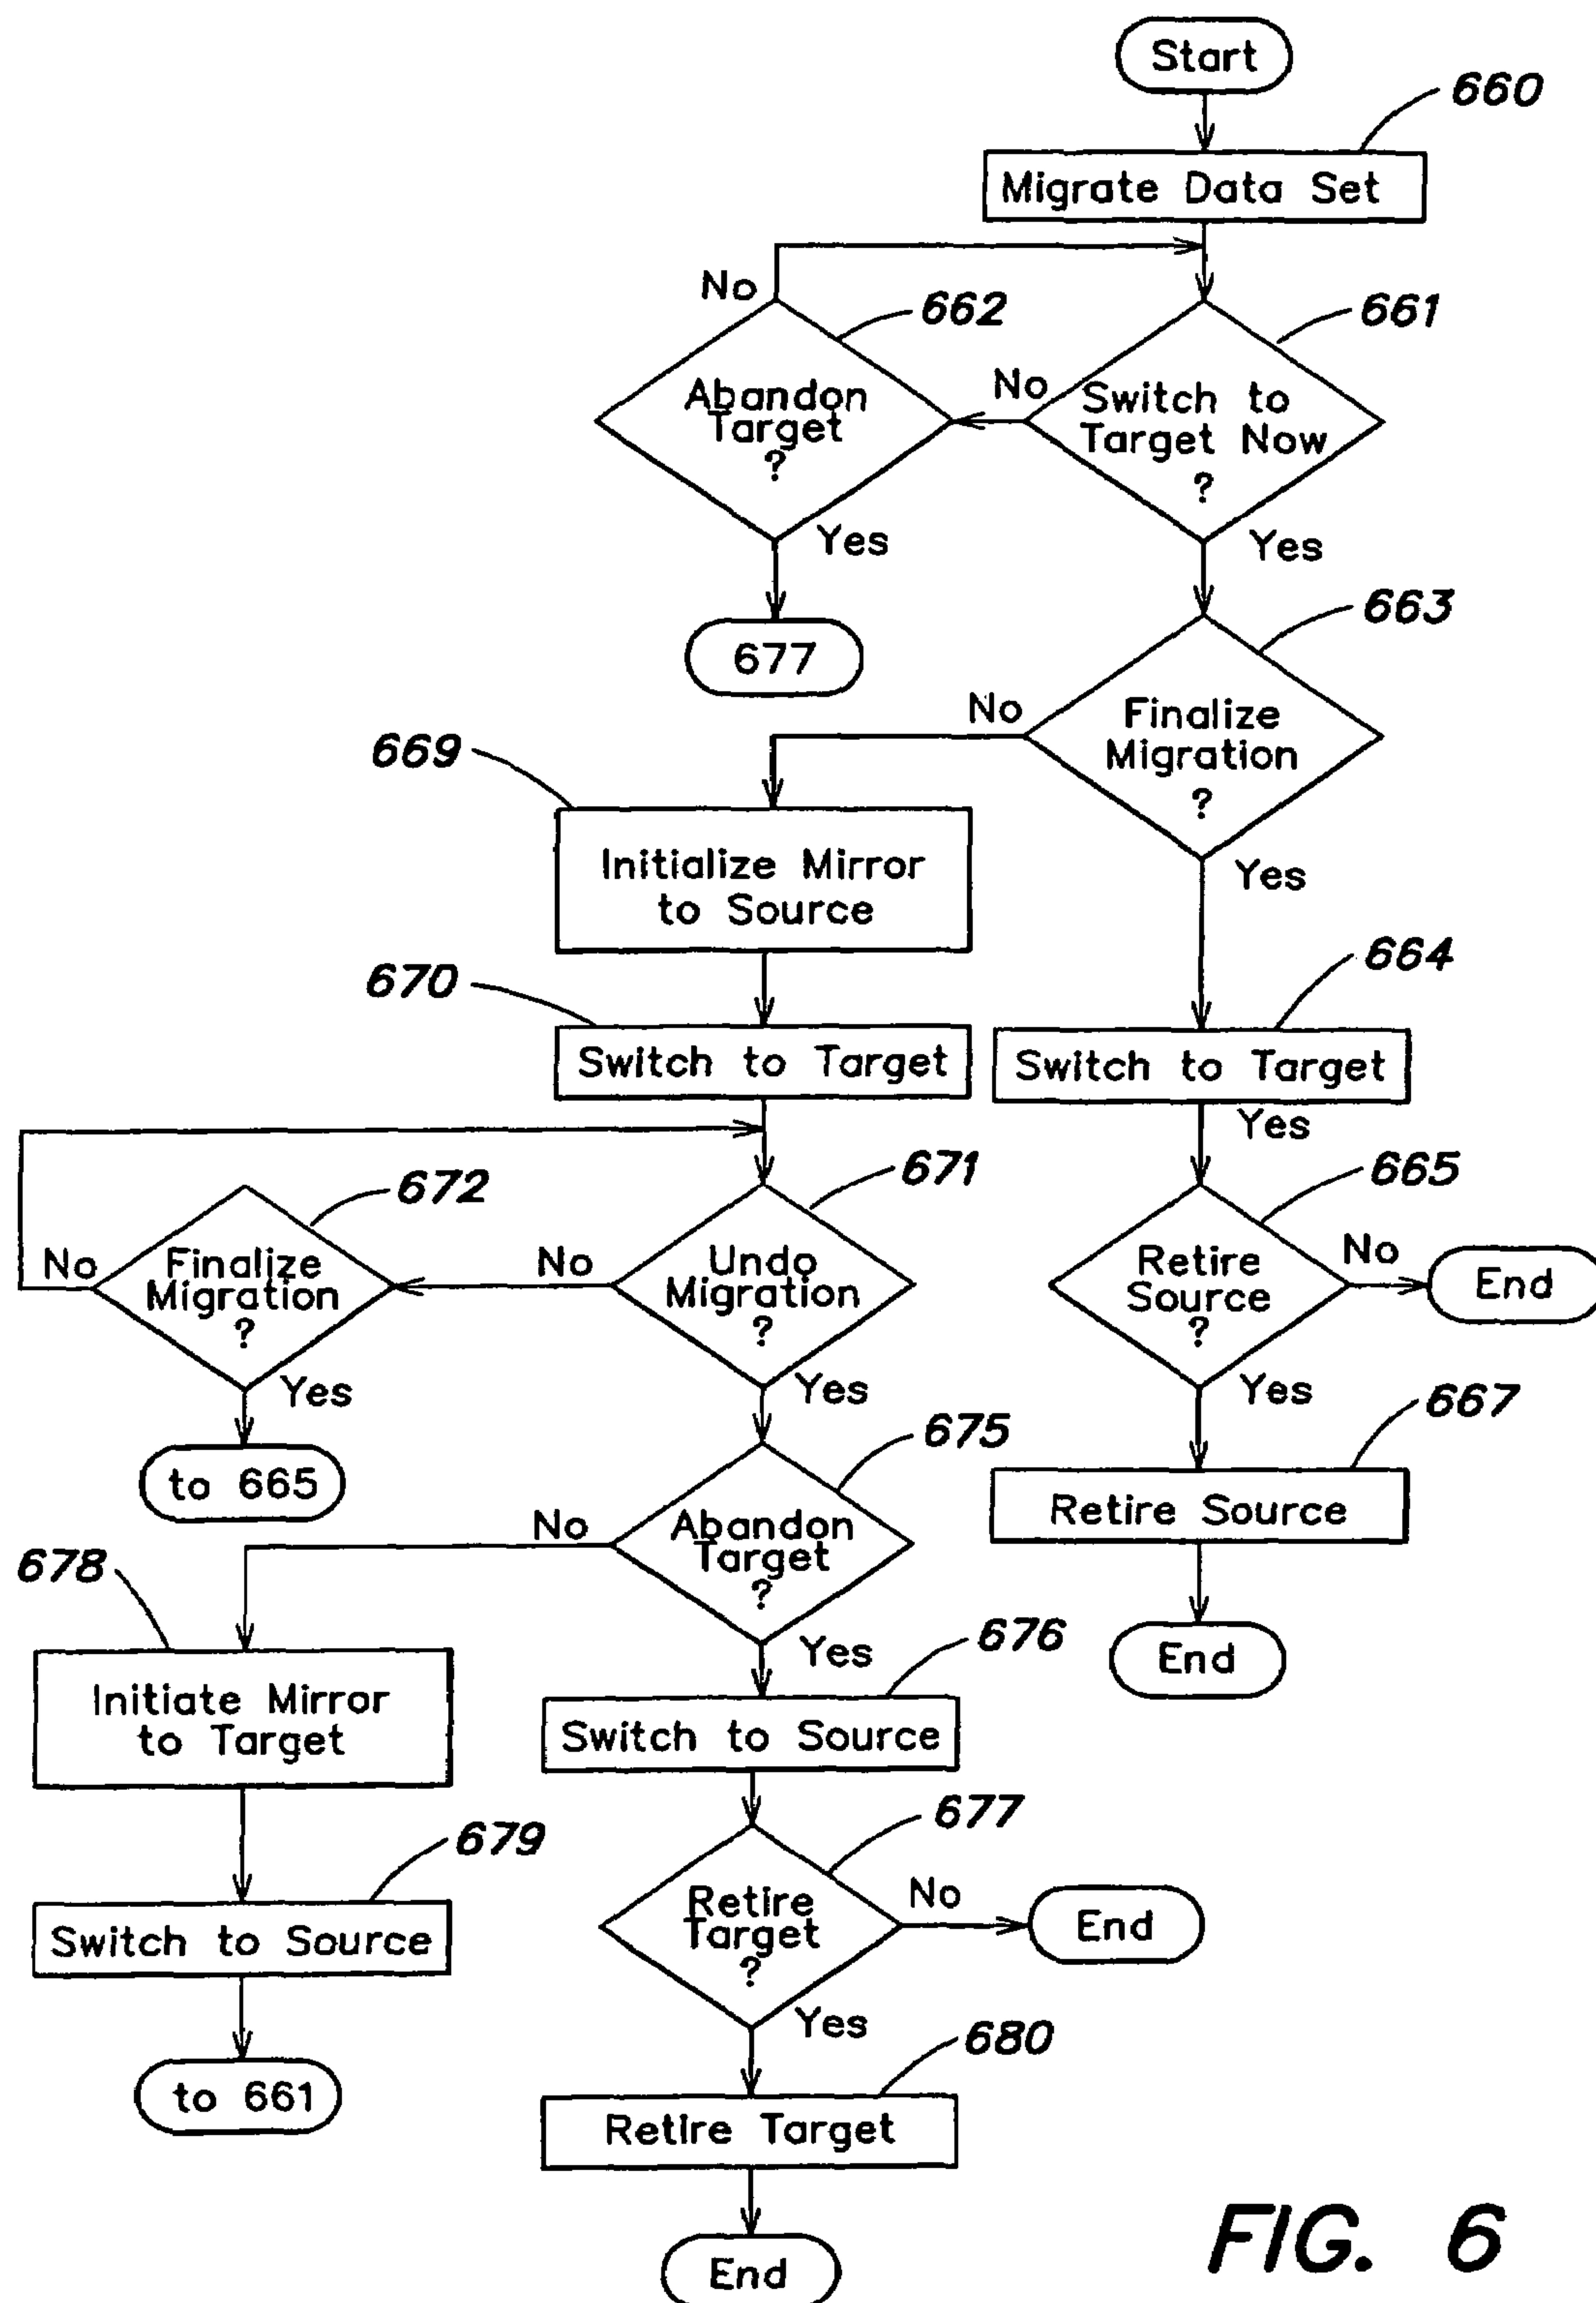 Start
660
Migrate Data Set
No
662
661
Abandon
Target
?
No
Switch to
Target Now
?
Yes
Yes
677
663
No
Finalize
Migration
?
Yes
669
Initialize Mirror
to Source
670
Switch to Target
664
Switch to Target
Yes
672
671
665
No
Finalize
Migration
?
No
Undo
Migration
?
Retire
Source
?
No
End
Yes
Yes
Yes
to 665
675
667
No
Abandon
Target
?
Retire Source
678
Yes
676
End
Initiate Mirror
to Target
Switch to Source
679
677
Switch to Source
Retire
Target
?
No
End
Yes
680
to 661
Retire Target
End
FIG. 6